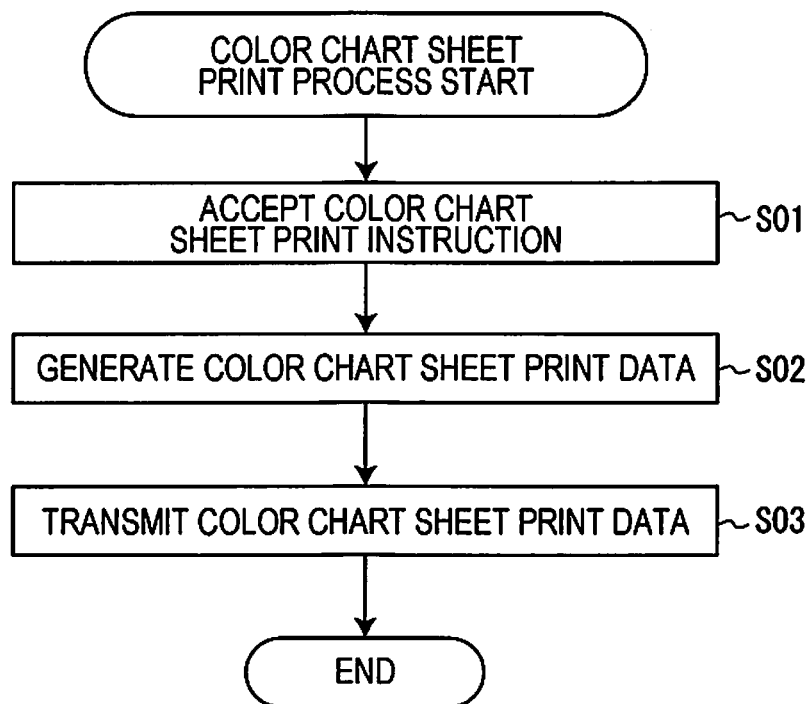 COLOR CHART SHEET
PRINT PROCESS START
ACCEPT COLOR CHART
SHEET PRINT INSTRUCTION
S01
GENERATE COLOR CHART SHEET PRINT DATA
S02
TRANSMIT COLOR CHART SHEET PRINT DATA
S03
END